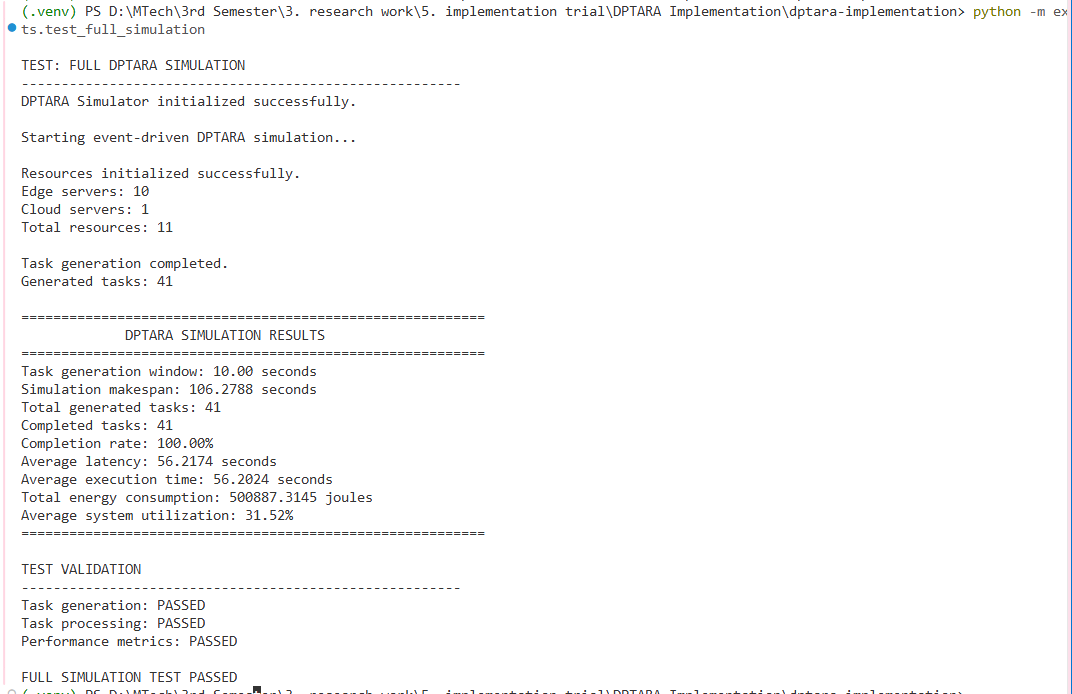 (.venv) PS D:\MTech\3rd Semester\3. research work\5. implementation trial\DPTARA Implementation\dptara-implementation> python -m ex
ts.test_full_simulation
TEST: FULL DPTARA SIMULATION
-------------------------------------------------------
DPTARA Simulator initialized successfully.
Starting event-driven DPTARA simulation...
Resources initialized successfully.
Edge servers: 10
Cloud servers: 1
Total resources: 11
Task generation completed.
Generated tasks: 41
==========================================================
DPTARA SIMULATION RESULTS
==========================================================
Task generation window: 10.00 seconds
Simulation makespan: 106.2788 seconds
Total generated tasks: 41
Completed tasks: 41
Completion rate: 100.00%
Average latency: 56.2174 seconds
Average execution time: 56.2024 seconds
Total energy consumption: 500887.3145 joules
Average system utilization: 31.52%
==========================================================
TEST VALIDATION
-------------------------------------------------------
Task generation: PASSED
Task processing: PASSED
Performance metrics: PASSED
FULL SIMULATION TEST PASSED